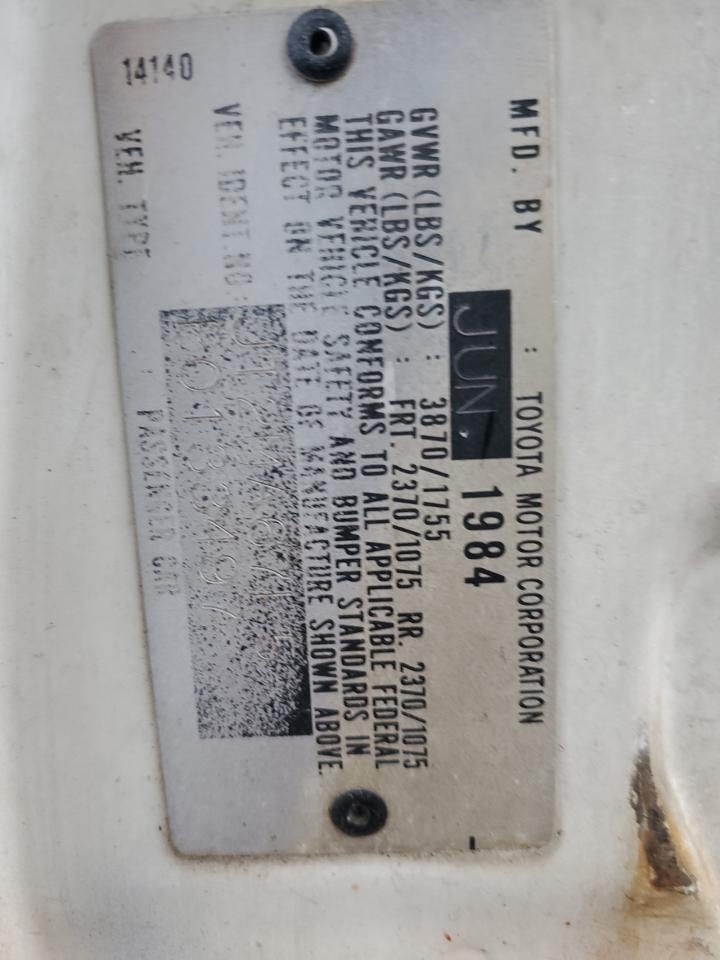 MFD. BY : TOYOTA MOTOR CORPORATION
JUN. 1984
GVWR (LBS/KGS) : 3870/1755
GAWR (LBS/KGS) : FRT. 2370/1075 RR. 2370/1075
THIS VEHICLE CONFORMS TO ALL APPLICABLE FEDERAL
MOTOR VEHICLE SAFETY AND BUMPER STANDARDS IN
EFFECT ON THE DATE OF MANUFACTURE SHOWN ABOVE.
VEH. IDENT. NO. :
VEH. TYPE : PASSENGER CAR
14140